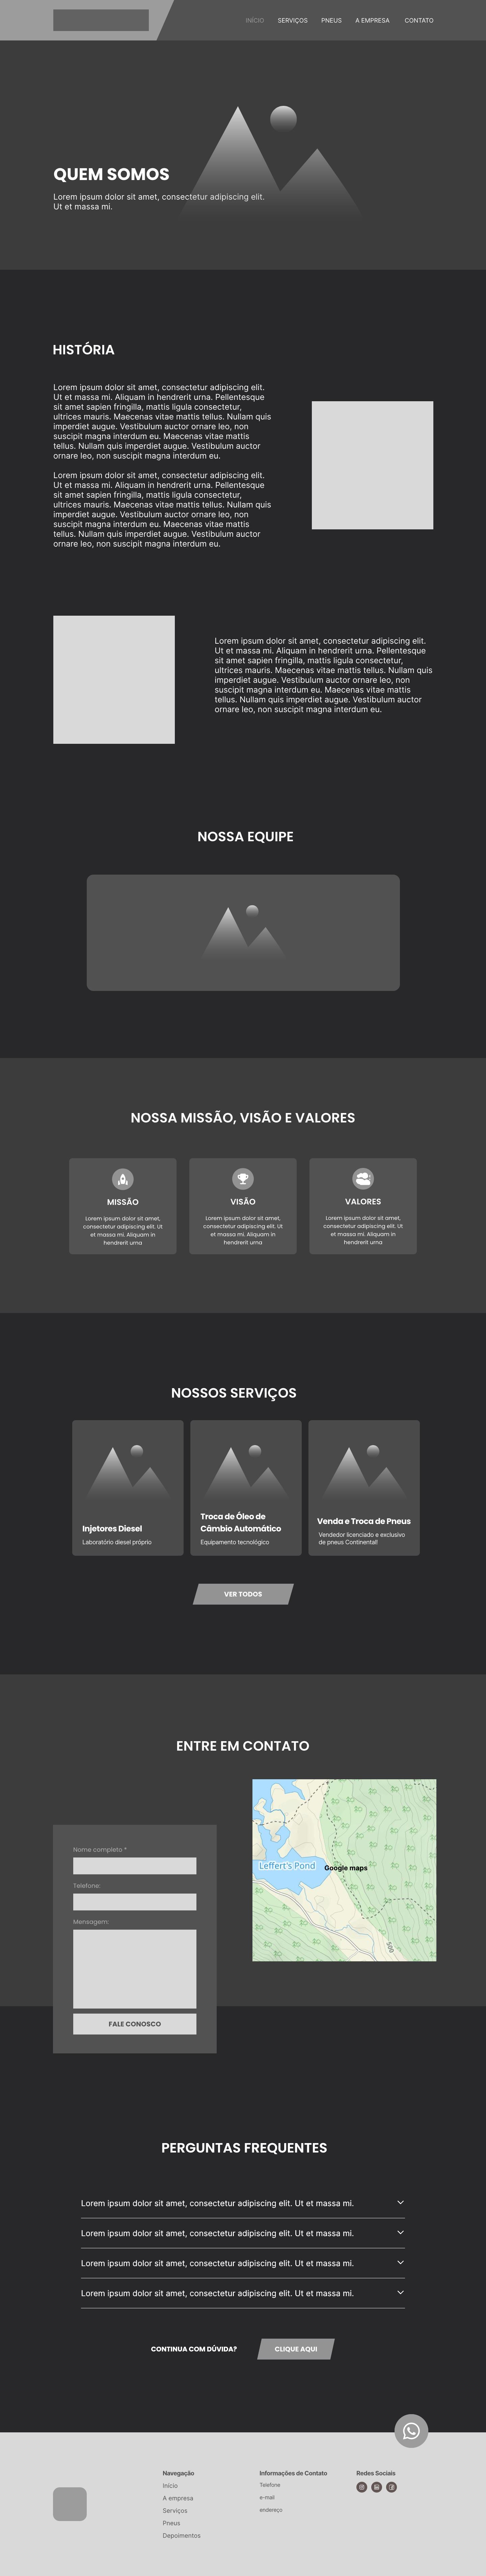 INÍCIO SERVIÇOS PNEUS A EMPRESA CONTATO
QUEM SOMOS
Lorem ipsum dolor sit amet, consectetur adipiscing elit.
Ut et massa mi.
HISTÓRIA
Lorem ipsum dolor sit amet, consectetur adipiscing elit.
Ut et massa mi. Aliquam in hendrerit urna. Pellentesque
sit amet sapien fringilla, mattis ligula consectetur,
ultrices mauris. Maecenas vitae mattis tellus. Nullam quis
imperdiet augue. Vestibulum auctor ornare leo, non
suscipit magna interdum eu. Maecenas vitae mattis
tellus. Nullam quis imperdiet augue. Vestibulum auctor
ornare leo, non suscipit magna interdum eu.
Lorem ipsum dolor sit amet, consectetur adipiscing elit.
Ut et massa mi. Aliquam in hendrerit urna. Pellentesque
sit amet sapien fringilla, mattis ligula consectetur,
ultrices mauris. Maecenas vitae mattis tellus. Nullam quis
imperdiet augue. Vestibulum auctor ornare leo, non
suscipit magna interdum eu. Maecenas vitae mattis
tellus. Nullam quis imperdiet augue. Vestibulum auctor
ornare leo, non suscipit magna interdum eu.
Lorem ipsum dolor sit amet, consectetur adipiscing elit.
Ut et massa mi. Aliquam in hendrerit urna. Pellentesque
sit amet sapien fringilla, mattis ligula consectetur,
ultrices mauris. Maecenas vitae mattis tellus. Nullam quis
imperdiet augue. Vestibulum auctor ornare leo, non
suscipit magna interdum eu. Maecenas vitae mattis
tellus. Nullam quis imperdiet augue. Vestibulum auctor
ornare leo, non suscipit magna interdum eu.
NOSSA EQUIPE
NOSSA MISSÃO, VISÃO E VALORES
MISSÃO
Lorem ipsum dolor sit amet,
consectetur adipiscing elit. Ut
et massa mi. Aliquam in
hendrerit urna
VISÃO
Lorem ipsum dolor sit amet,
consectetur adipiscing elit. Ut
et massa mi. Aliquam in
hendrerit urna
VALORES
Lorem ipsum dolor sit amet,
consectetur adipiscing elit. Ut
et massa mi. Aliquam in
hendrerit urna
NOSSOS SERVIÇOS
Injetores Diesel
Laboratório diesel próprio
Troca de Óleo de
Câmbio Automático
Equipamento tecnológico
Venda e Troca de Pneus
Vendedor licenciado e exclusivo
de pneus Continental!
VER TODOS
ENTRE EM CONTATO
Nome completo *
Telefone:
Mensagem:
FALE CONOSCO
Leffert's Pond
Google maps
PERGUNTAS FREQUENTES
Lorem ipsum dolor sit amet, consectetur adipiscing elit. Ut et massa mi.
Lorem ipsum dolor sit amet, consectetur adipiscing elit. Ut et massa mi.
Lorem ipsum dolor sit amet, consectetur adipiscing elit. Ut et massa mi.
Lorem ipsum dolor sit amet, consectetur adipiscing elit. Ut et massa mi.
CONTINUA COM DÚVIDA?
CLIQUE AQUI
Navegação
Início
A empresa
Serviços
Pneus
Depoimentos
Informações de Contato
Telefone
e-mail
endereço
Redes Sociais